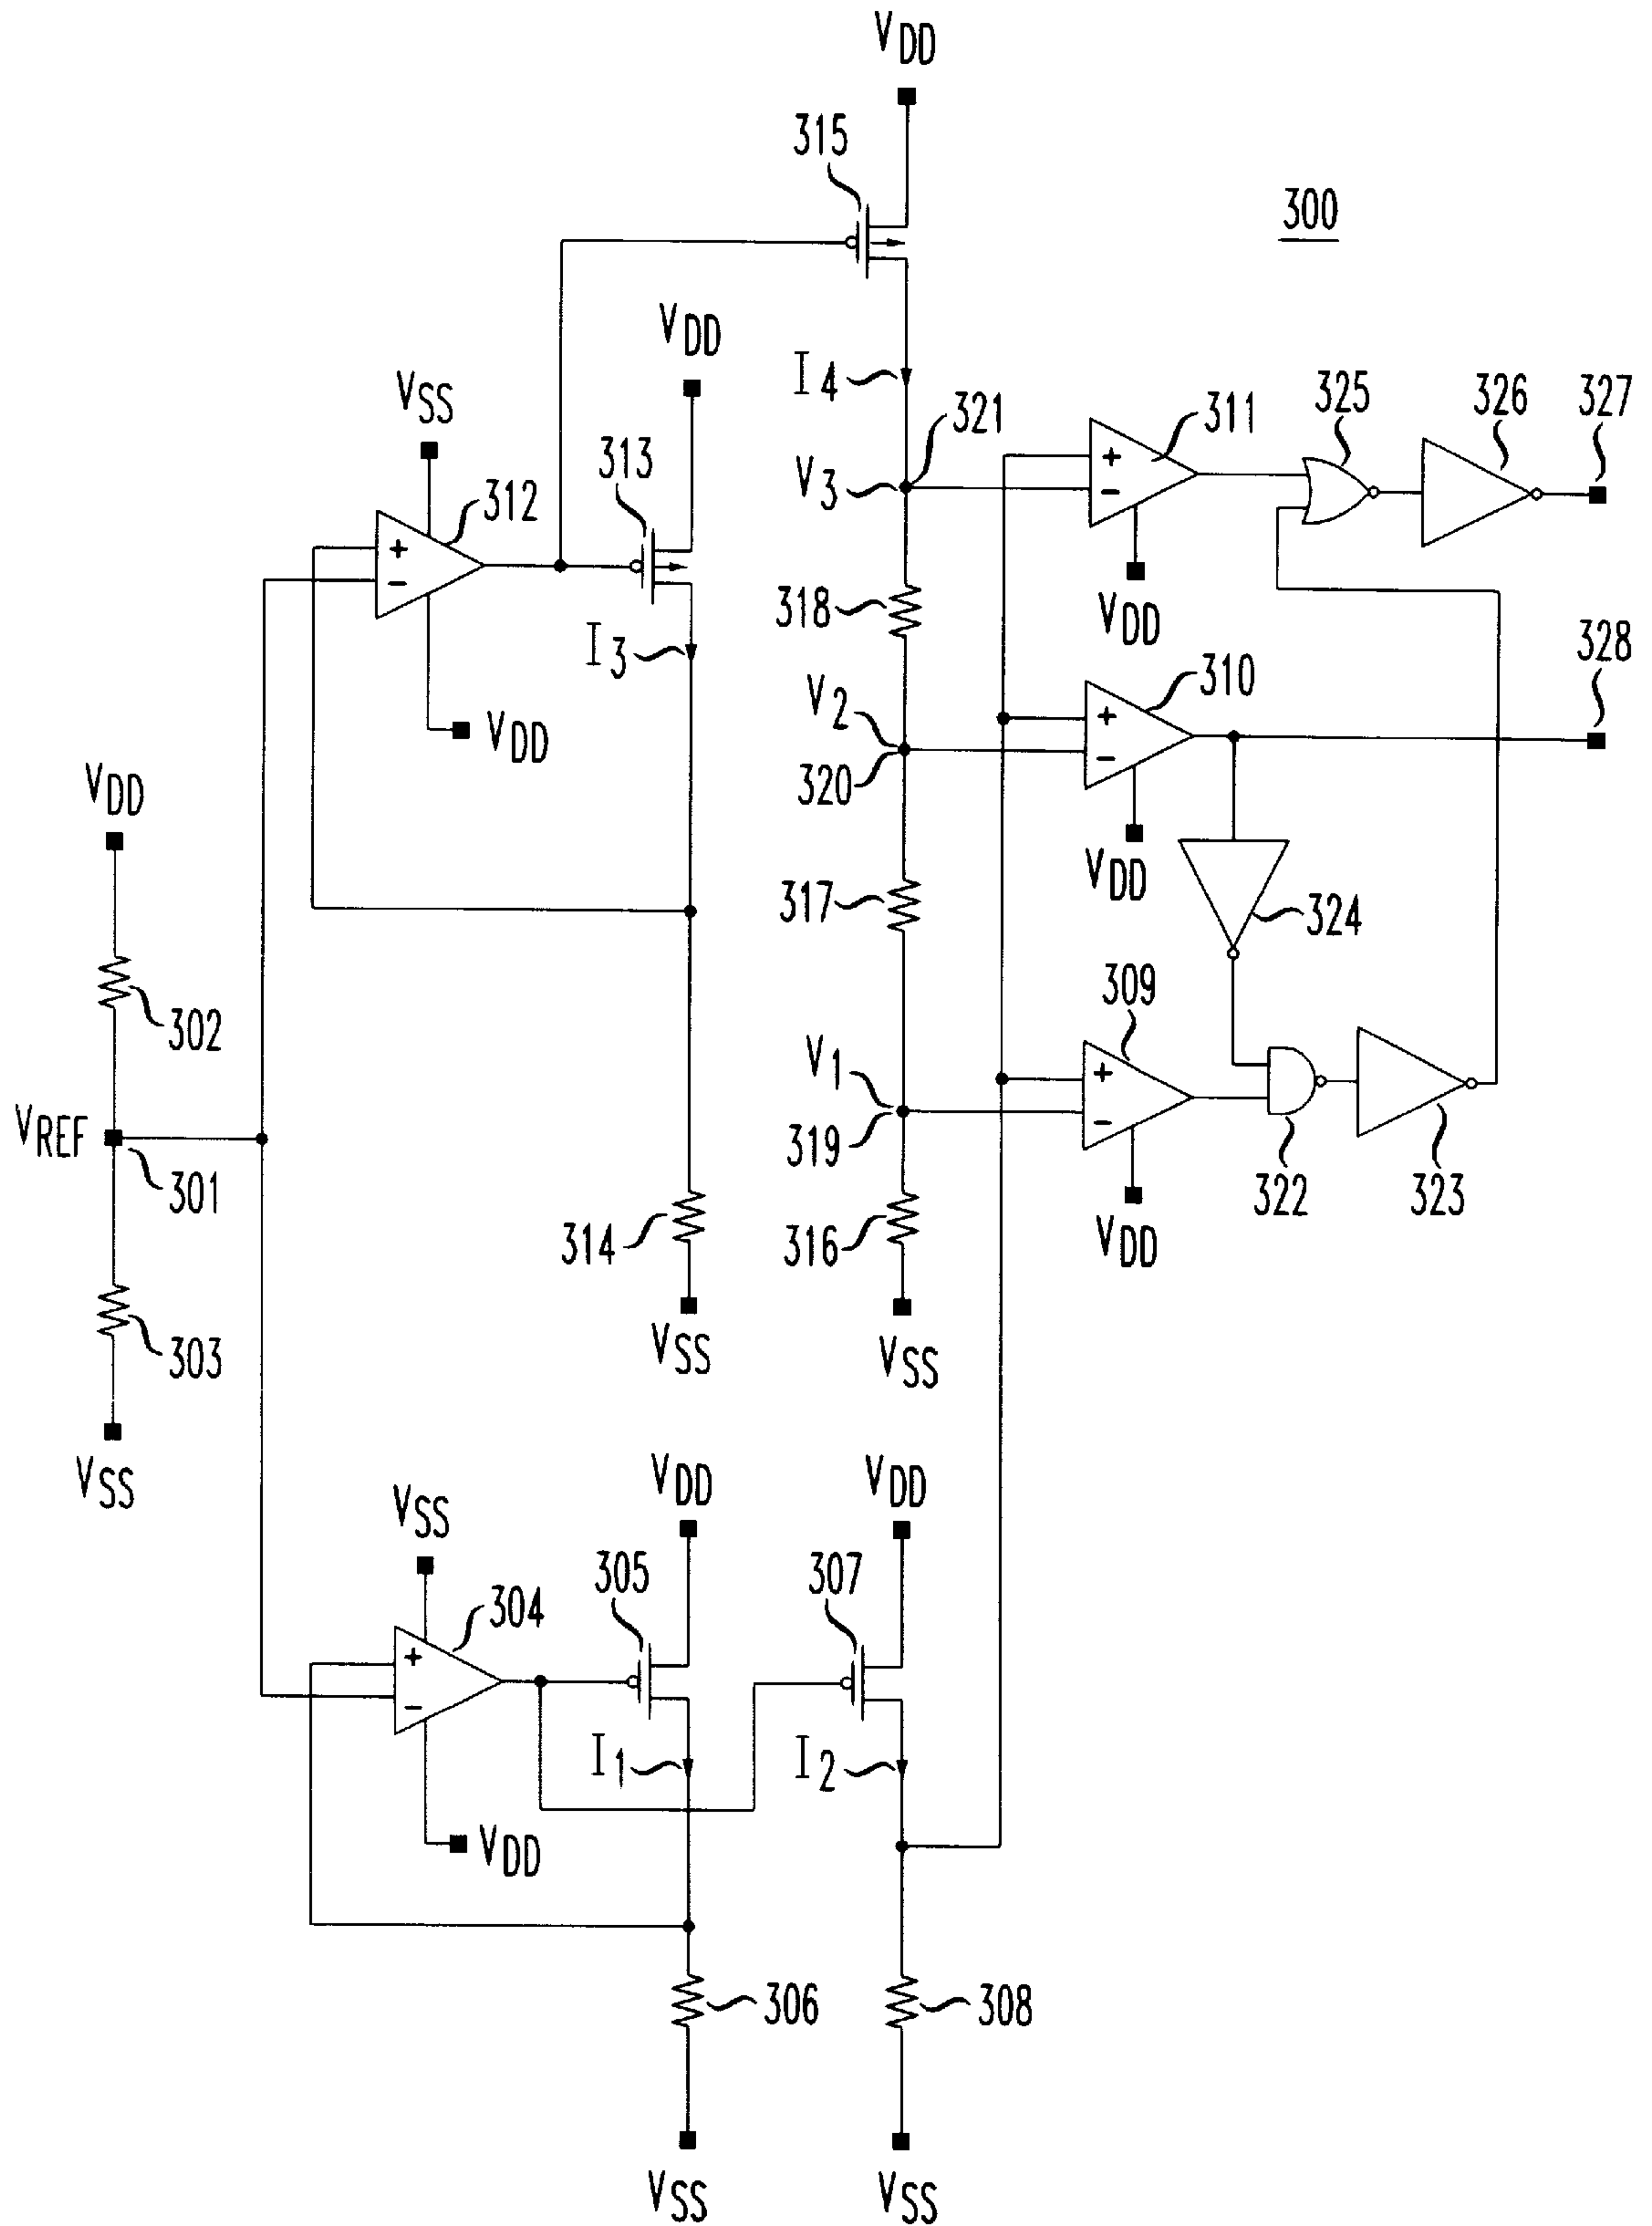 VDD
315
300
VDD
I4
321
VSS
313
312
V3
311
325
326
327
VDD
318
I3
328
VDD
V2
310
320
VDD
VDD
317
324
302
309
V1
VREF
301
319
322
323
314
316
VDD
303
VSS
VSS
VSS
VDD
VDD
VSS
304
305
307
I1
I2
VDD
306
308
VSS
VSS
+
−
+
−
+
−
+
−
+
−